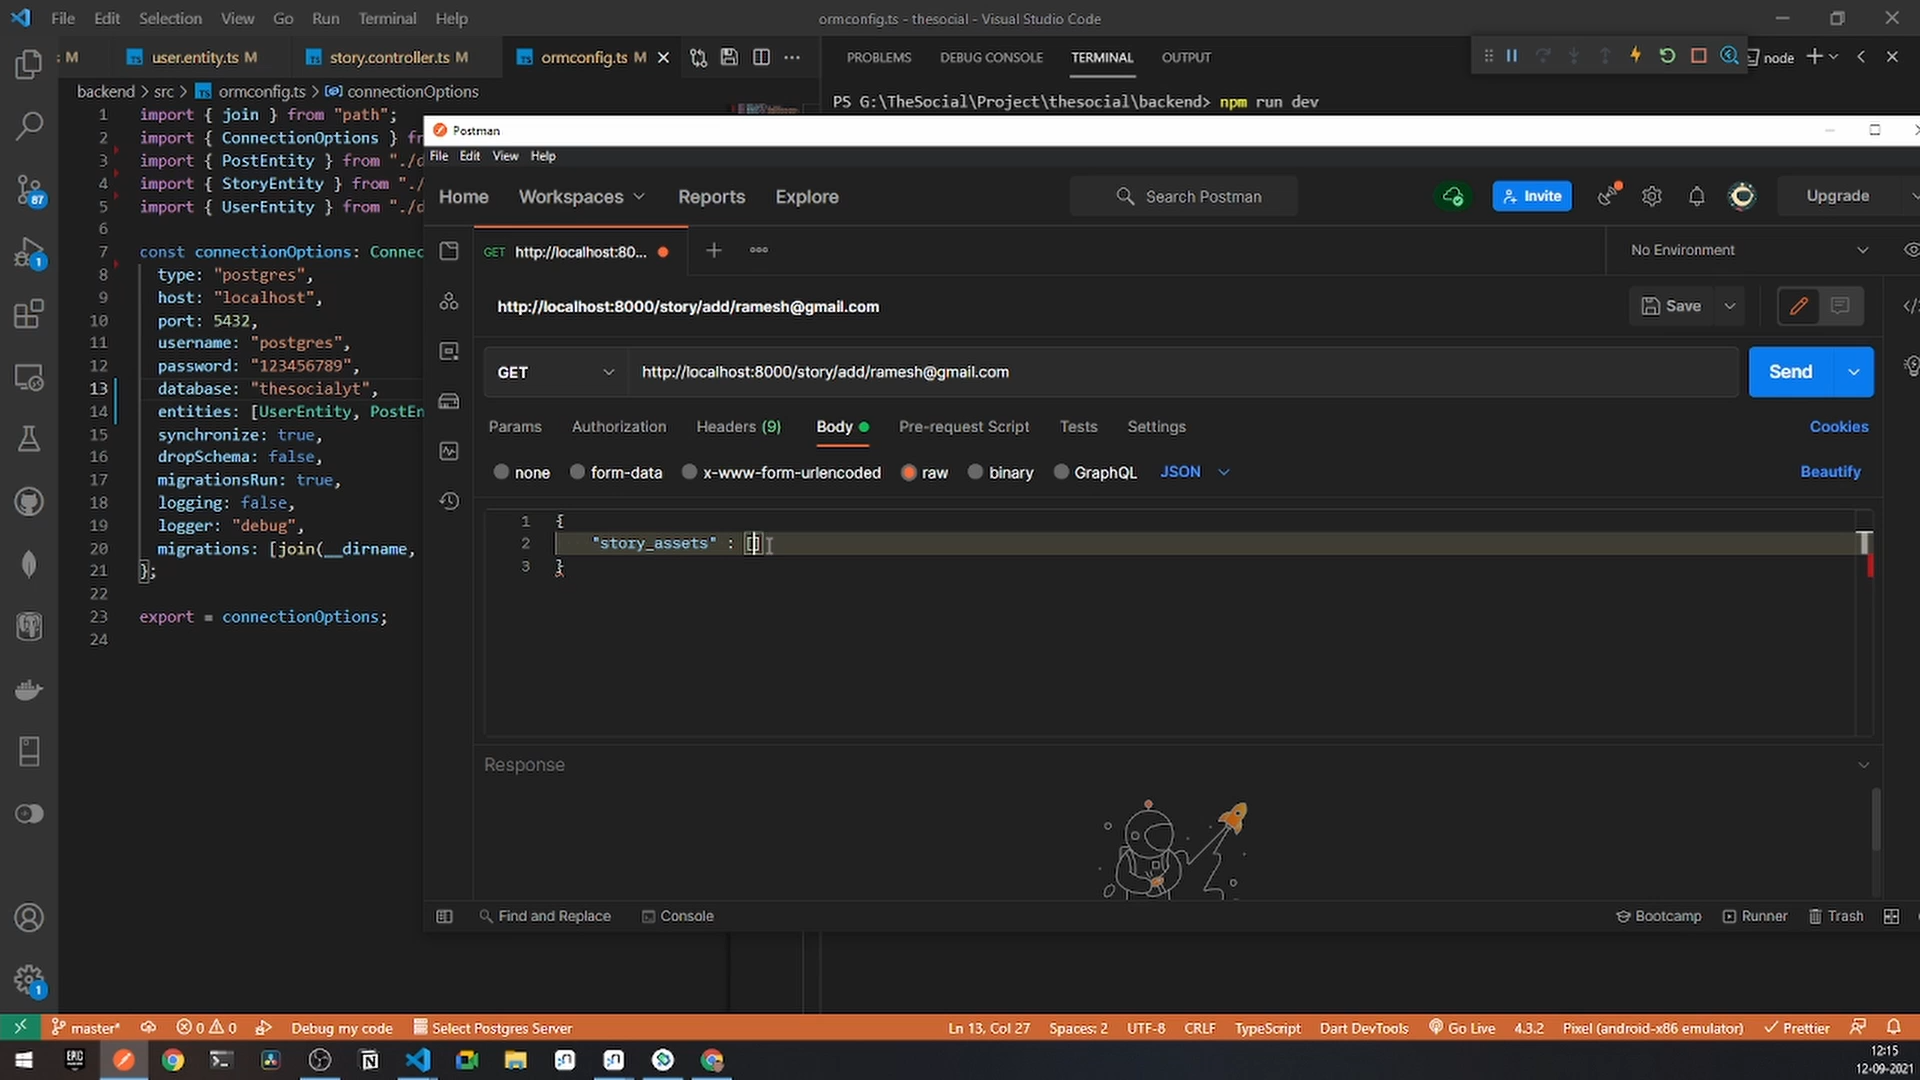 File Edit Selection View Go Run Terminal Help
ormconfig.ts - thesocial - Visual Studio Code
M user.entity.ts M story.controller.ts M ormconfig.ts M
PROBLEMS DEBUG CONSOLE TERMINAL OUTPUT
node
backend > src > ormconfig.ts > connectionOptions
PS G:\TheSocial\Project\thesocial\backend> npm run dev
1 import { join } from "path";
2 import { ConnectionOptions } fr
3 import { PostEntity } from "./d
4 import { StoryEntity } from "./
5 import { UserEntity } from "./d
6
7 const connectionOptions: Connec
8 type: "postgres",
9 host: "localhost",
10 port: 5432,
11 username: "postgres",
12 password: "123456789",
13 database: "thesocialyt",
14 entities: [UserEntity, PostEn
15 synchronize: true,
16 dropSchema: false,
17 migrationsRun: true,
18 logging: false,
19 logger: "debug",
20 migrations: [join(__dirname,
21 };
22
23 export = connectionOptions;
24
Postman
File Edit View Help
Home Workspaces Reports Explore
Search Postman
Invite
Upgrade
GET http://localhost:80...
No Environment
http://localhost:8000/story/add/ramesh@gmail.com
Save
GET http://localhost:8000/story/add/ramesh@gmail.com
Send
Params Authorization Headers (9) Body Pre-request Script Tests Settings
Cookies
none form-data x-www-form-urlencoded raw binary GraphQL JSON
Beautify
1 {
2 "story_assets" : []
3 }
Response
Find and Replace Console
Bootcamp Runner Trash
87
1
1
master* 0 0 Debug my code Select Postgres Server
Ln 13, Col 27 Spaces: 2 UTF-8 CRLF TypeScript Dart DevTools Go Live 4.3.2 Pixel (android-x86 emulator) Prettier
EPIC GAMES
12:15
12-09-2021